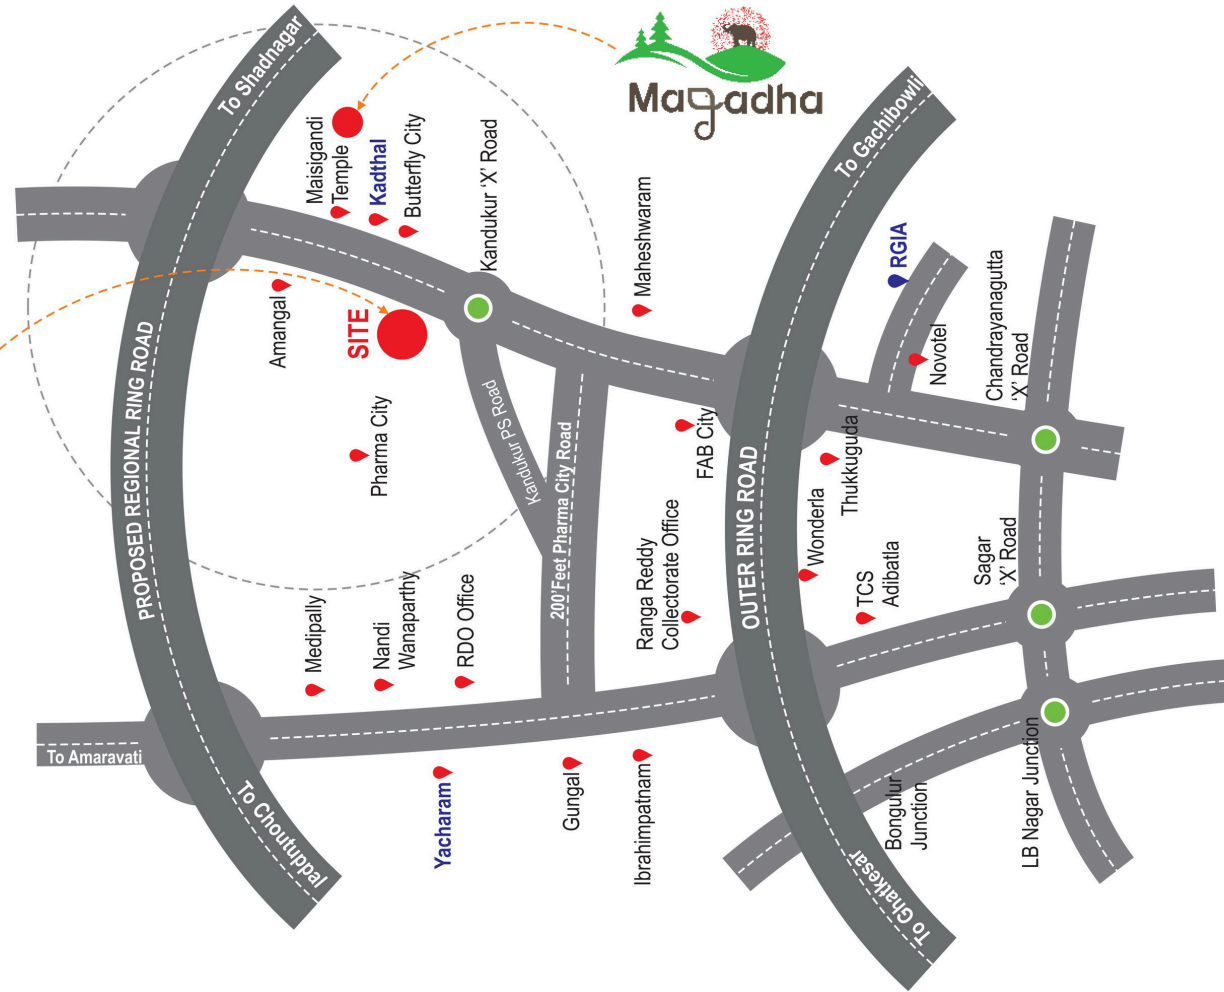 Magadha
To Shadnagar
Maisigandi
Temple
Kadthal
Butterfly City
Kandukur 'X' Road
Maheshwaram
To Gachibowli
RGIA
Novotel
Chandrayanagutta
'X' Road
Amangal
SITE
PROPOSED REGIONAL RING ROAD
Pharma City
Kandukur PS Road
200'Feet Pharma City Road
FAB City
Thukkuguda
OUTER RING ROAD
Wonderla
TCS
Adibatla
Sagar
'X' Road
Ranga Reddy
Collectorate Office
Medipally
Nandi
Wanaparthy
RDO Office
To Amaravati
To Choutuppal
Yacharam
Gungal
Ibrahimpatnam
Bongulur
Junction
LB Nagar Junction
To Ghatkesar